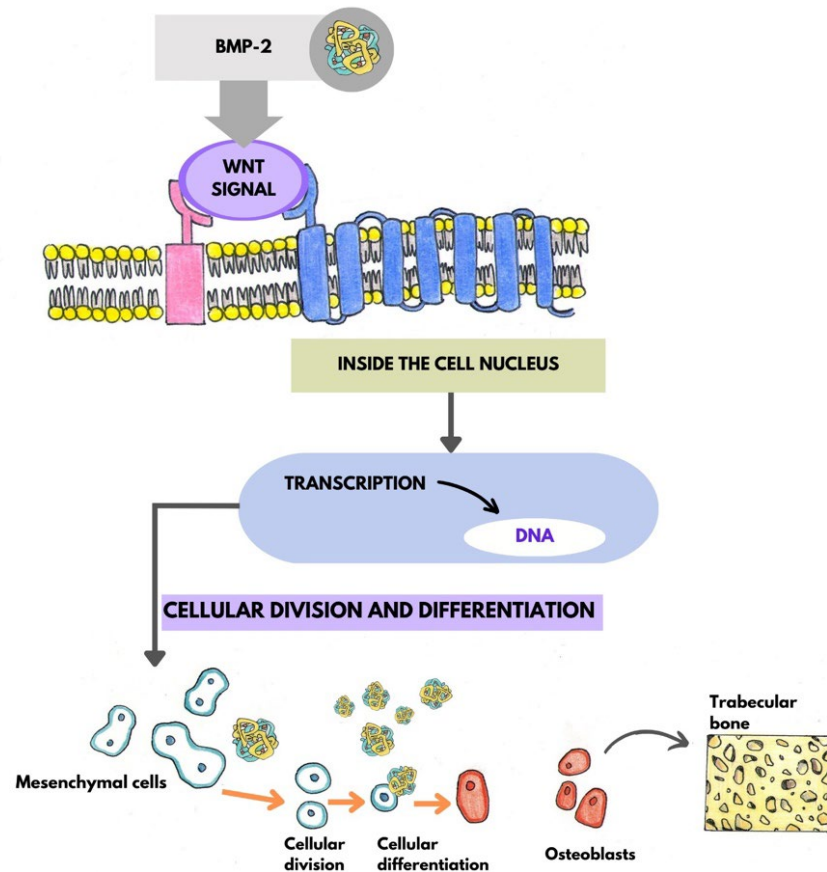 BMP-2
WNT
SIGNAL
INSIDE THE CELL NUCLEUS
TRANSCRIPTION
DNA
CELLULAR DIVISION AND DIFFERENTIATION
Trabecular
bone
Mesenchymal cells
Cellular
division
Cellular
differentiation
Osteoblasts